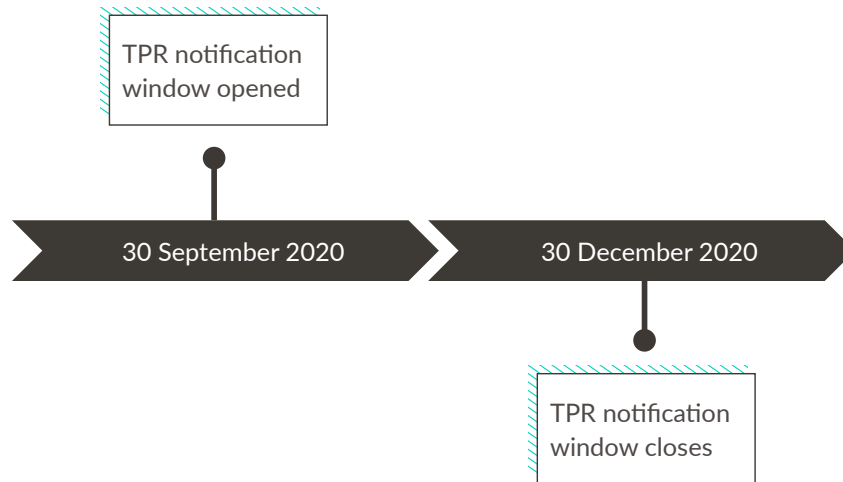 TPR notification
window opened
30 September 2020
30 December 2020
TPR notification
window closes